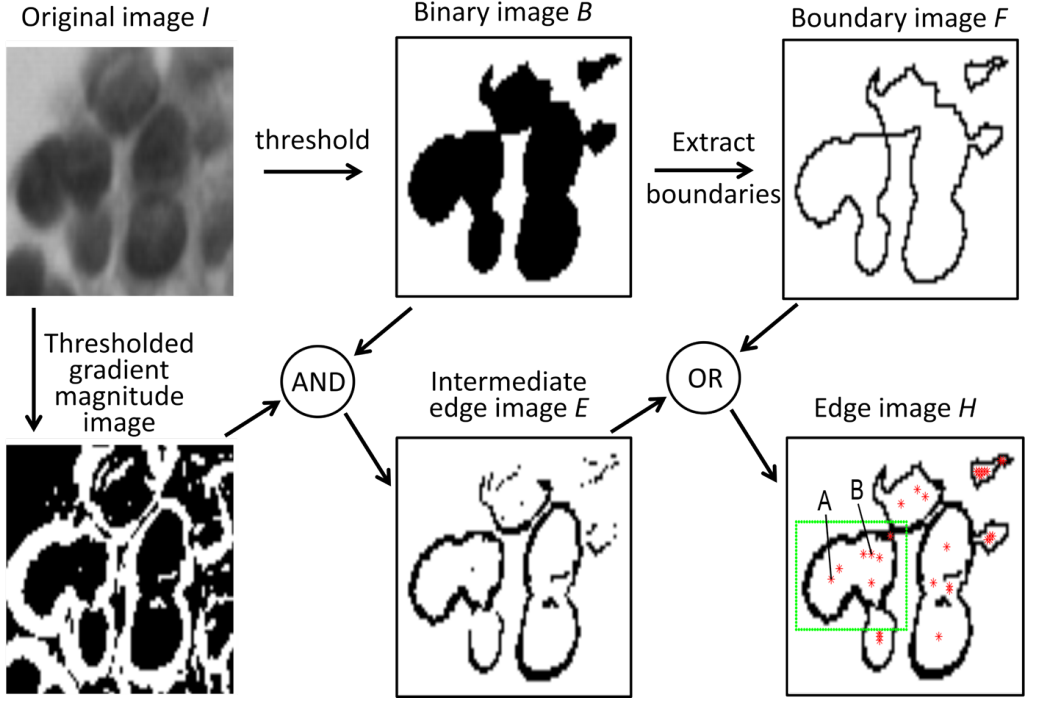 Original image I
Binary image B
Boundary image F
threshold
Extract
boundaries
Thresholded
gradient
magnitude
image
AND
Intermediate
edge image E
OR
Edge image H
A
B